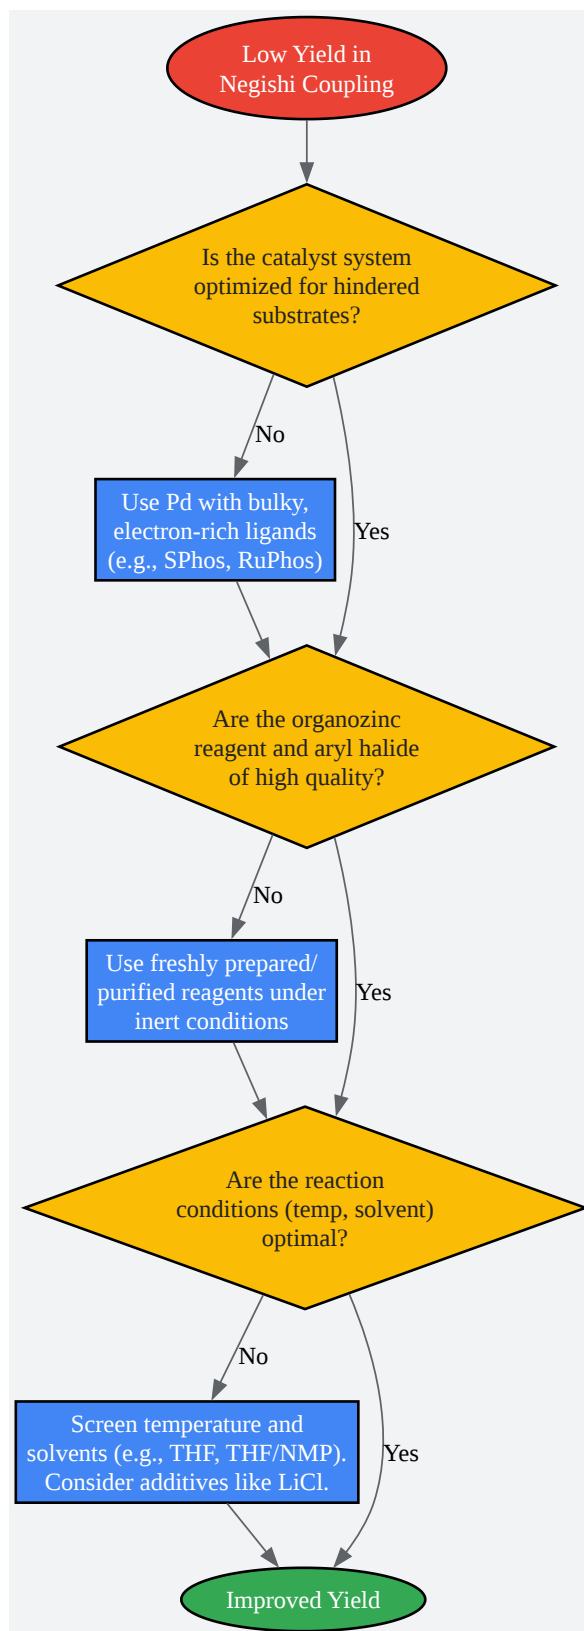 Low Yield in
Negishi Coupling
Is the catalyst system
optimized for hindered
substrates?
No
Use Pd with bulky,
electron-rich ligands
(e.g., SPhos, RuPhos)
Yes
Are the organozinc
reagent and aryl halide
of high quality?
No
Use freshly prepared/
purified reagents under
inert conditions
Yes
Are the reaction
conditions (temp, solvent)
optimal?
No
Screen temperature and
solvents (e.g., THF, THF/NMP).
Consider additives like LiCl.
Yes
Improved Yield